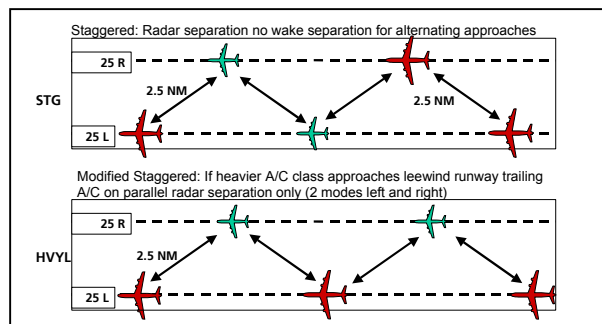 Staggered: Radar separation no wake separation for alternating approaches
25 R
STG
2.5 NM
2.5 NM
25 L
Modified Staggered: If heavier A/C class approaches leewind runway trailing
A/C on parallel radar separation only (2 modes left and right)
25 R
HVYL
2.5 NM
25 L